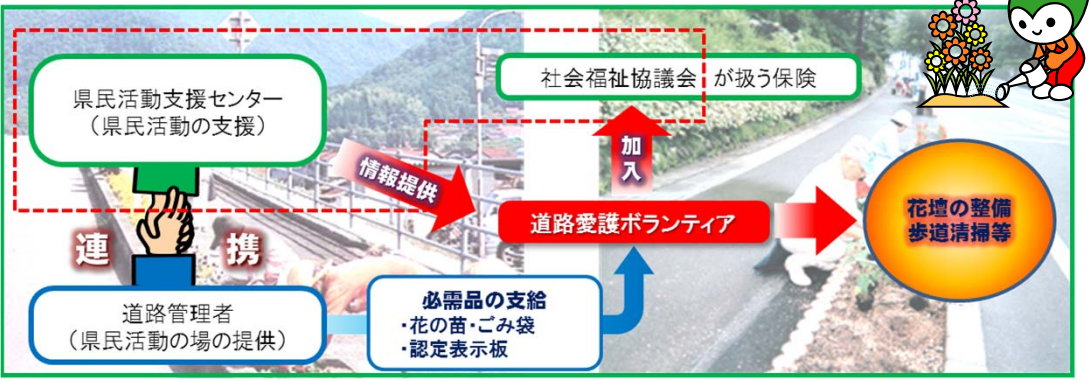 県民活動支援センター
（県民活動の支援）
社会福祉協議会 が扱う保険
加入
情報提供
道路愛護ボランティア
花壇の整備
歩道清掃等
連携
道路管理者
（県民活動の場の提供）
必需品の支給
・花の苗・ごみ袋
・認定表示板